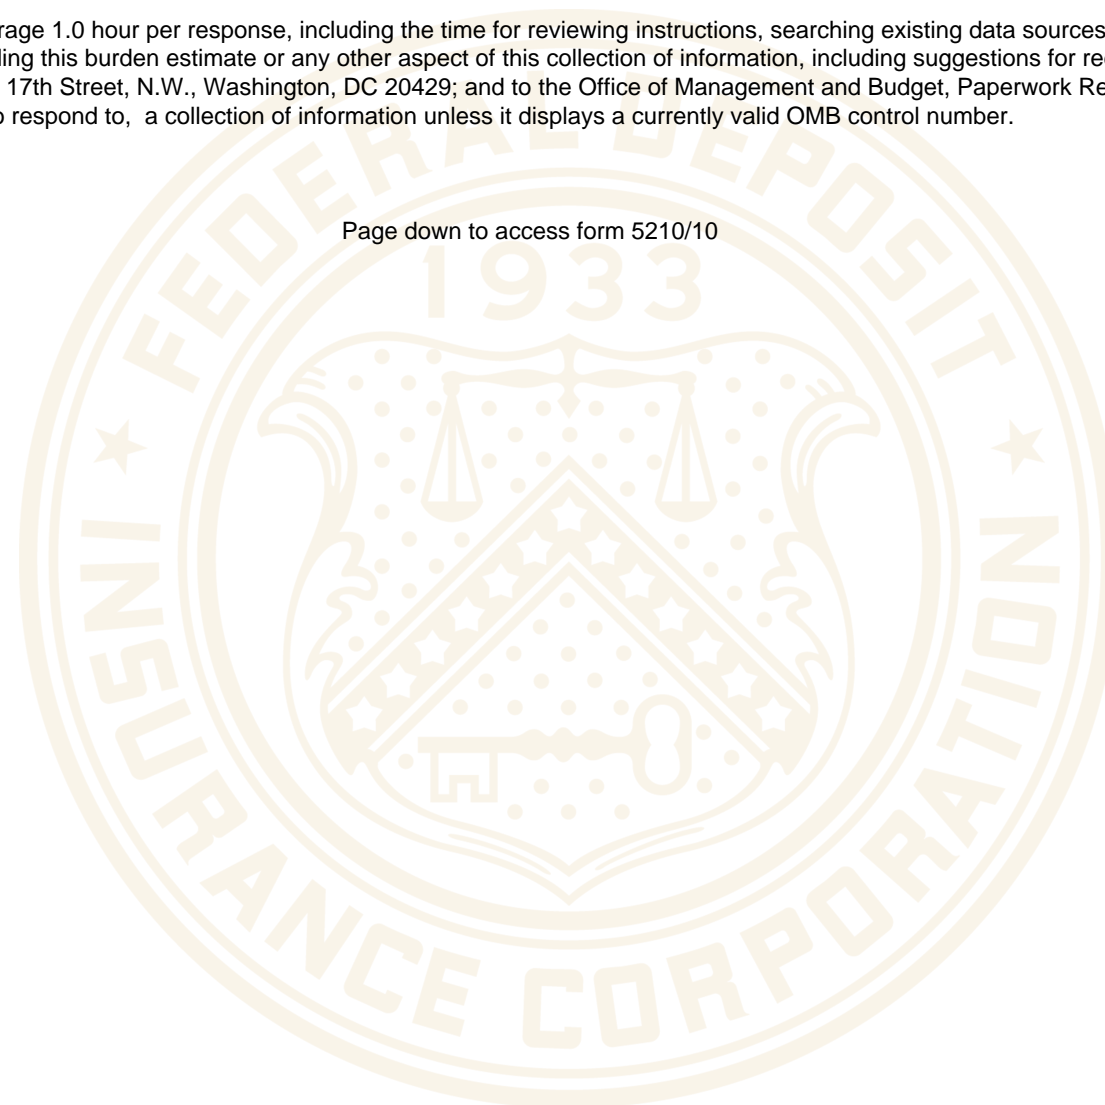 rage 1.0 hour per response, including the time for reviewing instructions, searching existing data sources
ling this burden estimate or any other aspect of this collection of information, including suggestions for re
17th Street, N.W., Washington, DC 20429; and to the Office of Management and Budget, Paperwork Re
o respond to, a collection of information unless it displays a currently valid OMB control number.
Page down to access form 5210/10
FEDERAL DEPOSIT
1933
INSURANCE CORPORATION